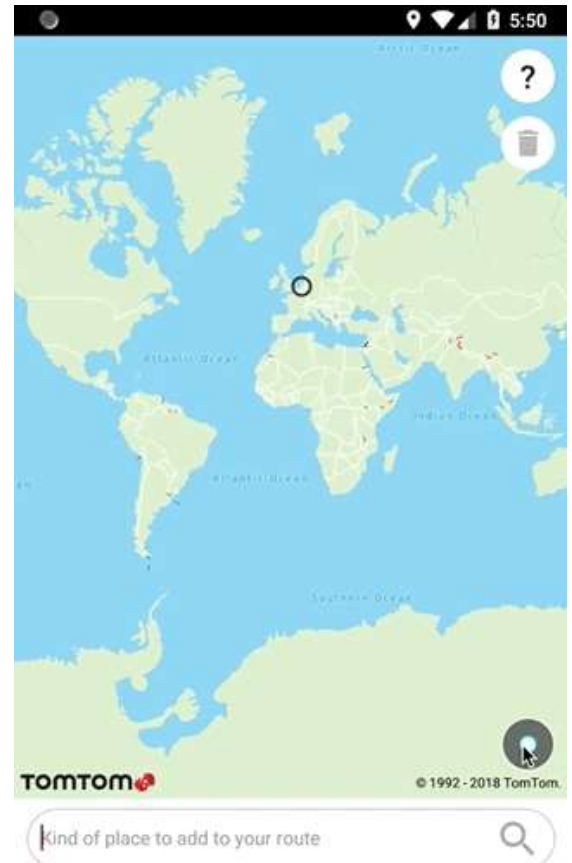 5:50
Arctic Ocean
?
Atlantic Ocean
Indian Ocean
Atlantic Ocean
Southern Ocean
TOMTOM
© 1992 - 2018 TomTom.
Kind of place to add to your route